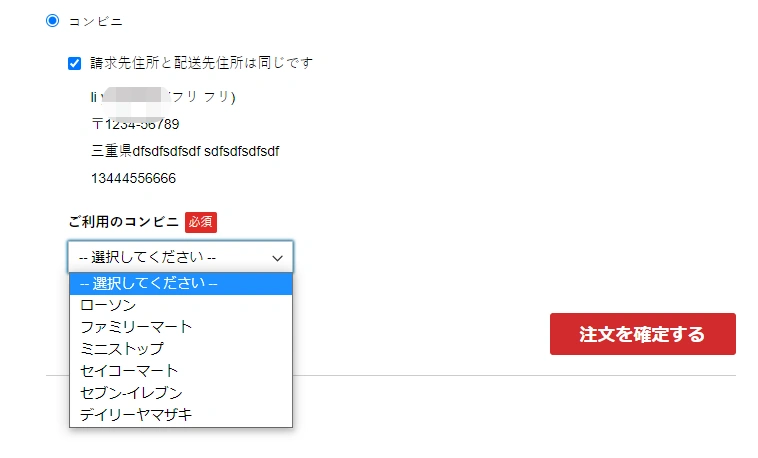 コンビニ
請求先住所と配送先住所は同じです
li フリ フリ)
〒1234-56789
三重県dfsdfsdfsdf sdfsdfsdfsdf
13444556666
ご利用のコンビニ 必須
-- 選択してください --
-- 選択してください --
ローソン
ファミリーマート
ミニストップ
セイコーマート
セブン-イレブン
デイリーヤマザキ
注文を確定する